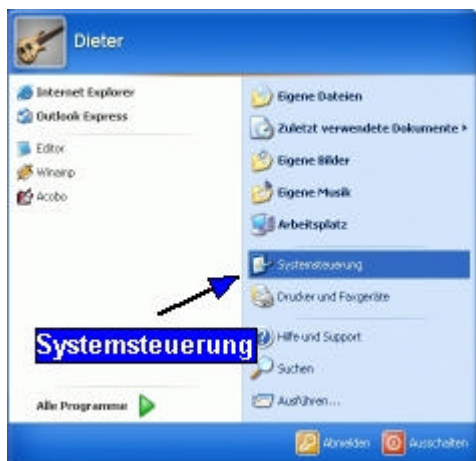 Dieter
Internet Explorer
Outlook Express
Editor
Winamp
Acobo
Alle Programme
Eigene Dateien
Zuletzt verwendete Dokumente
Eigene Bilder
Eigene Musik
Arbeitsplatz
Systemsteuerung
Drucker und Faxgeräte
Hilfe und Support
Suchen
Ausführen...
Systemsteuerung
Abmelden
Ausschalten